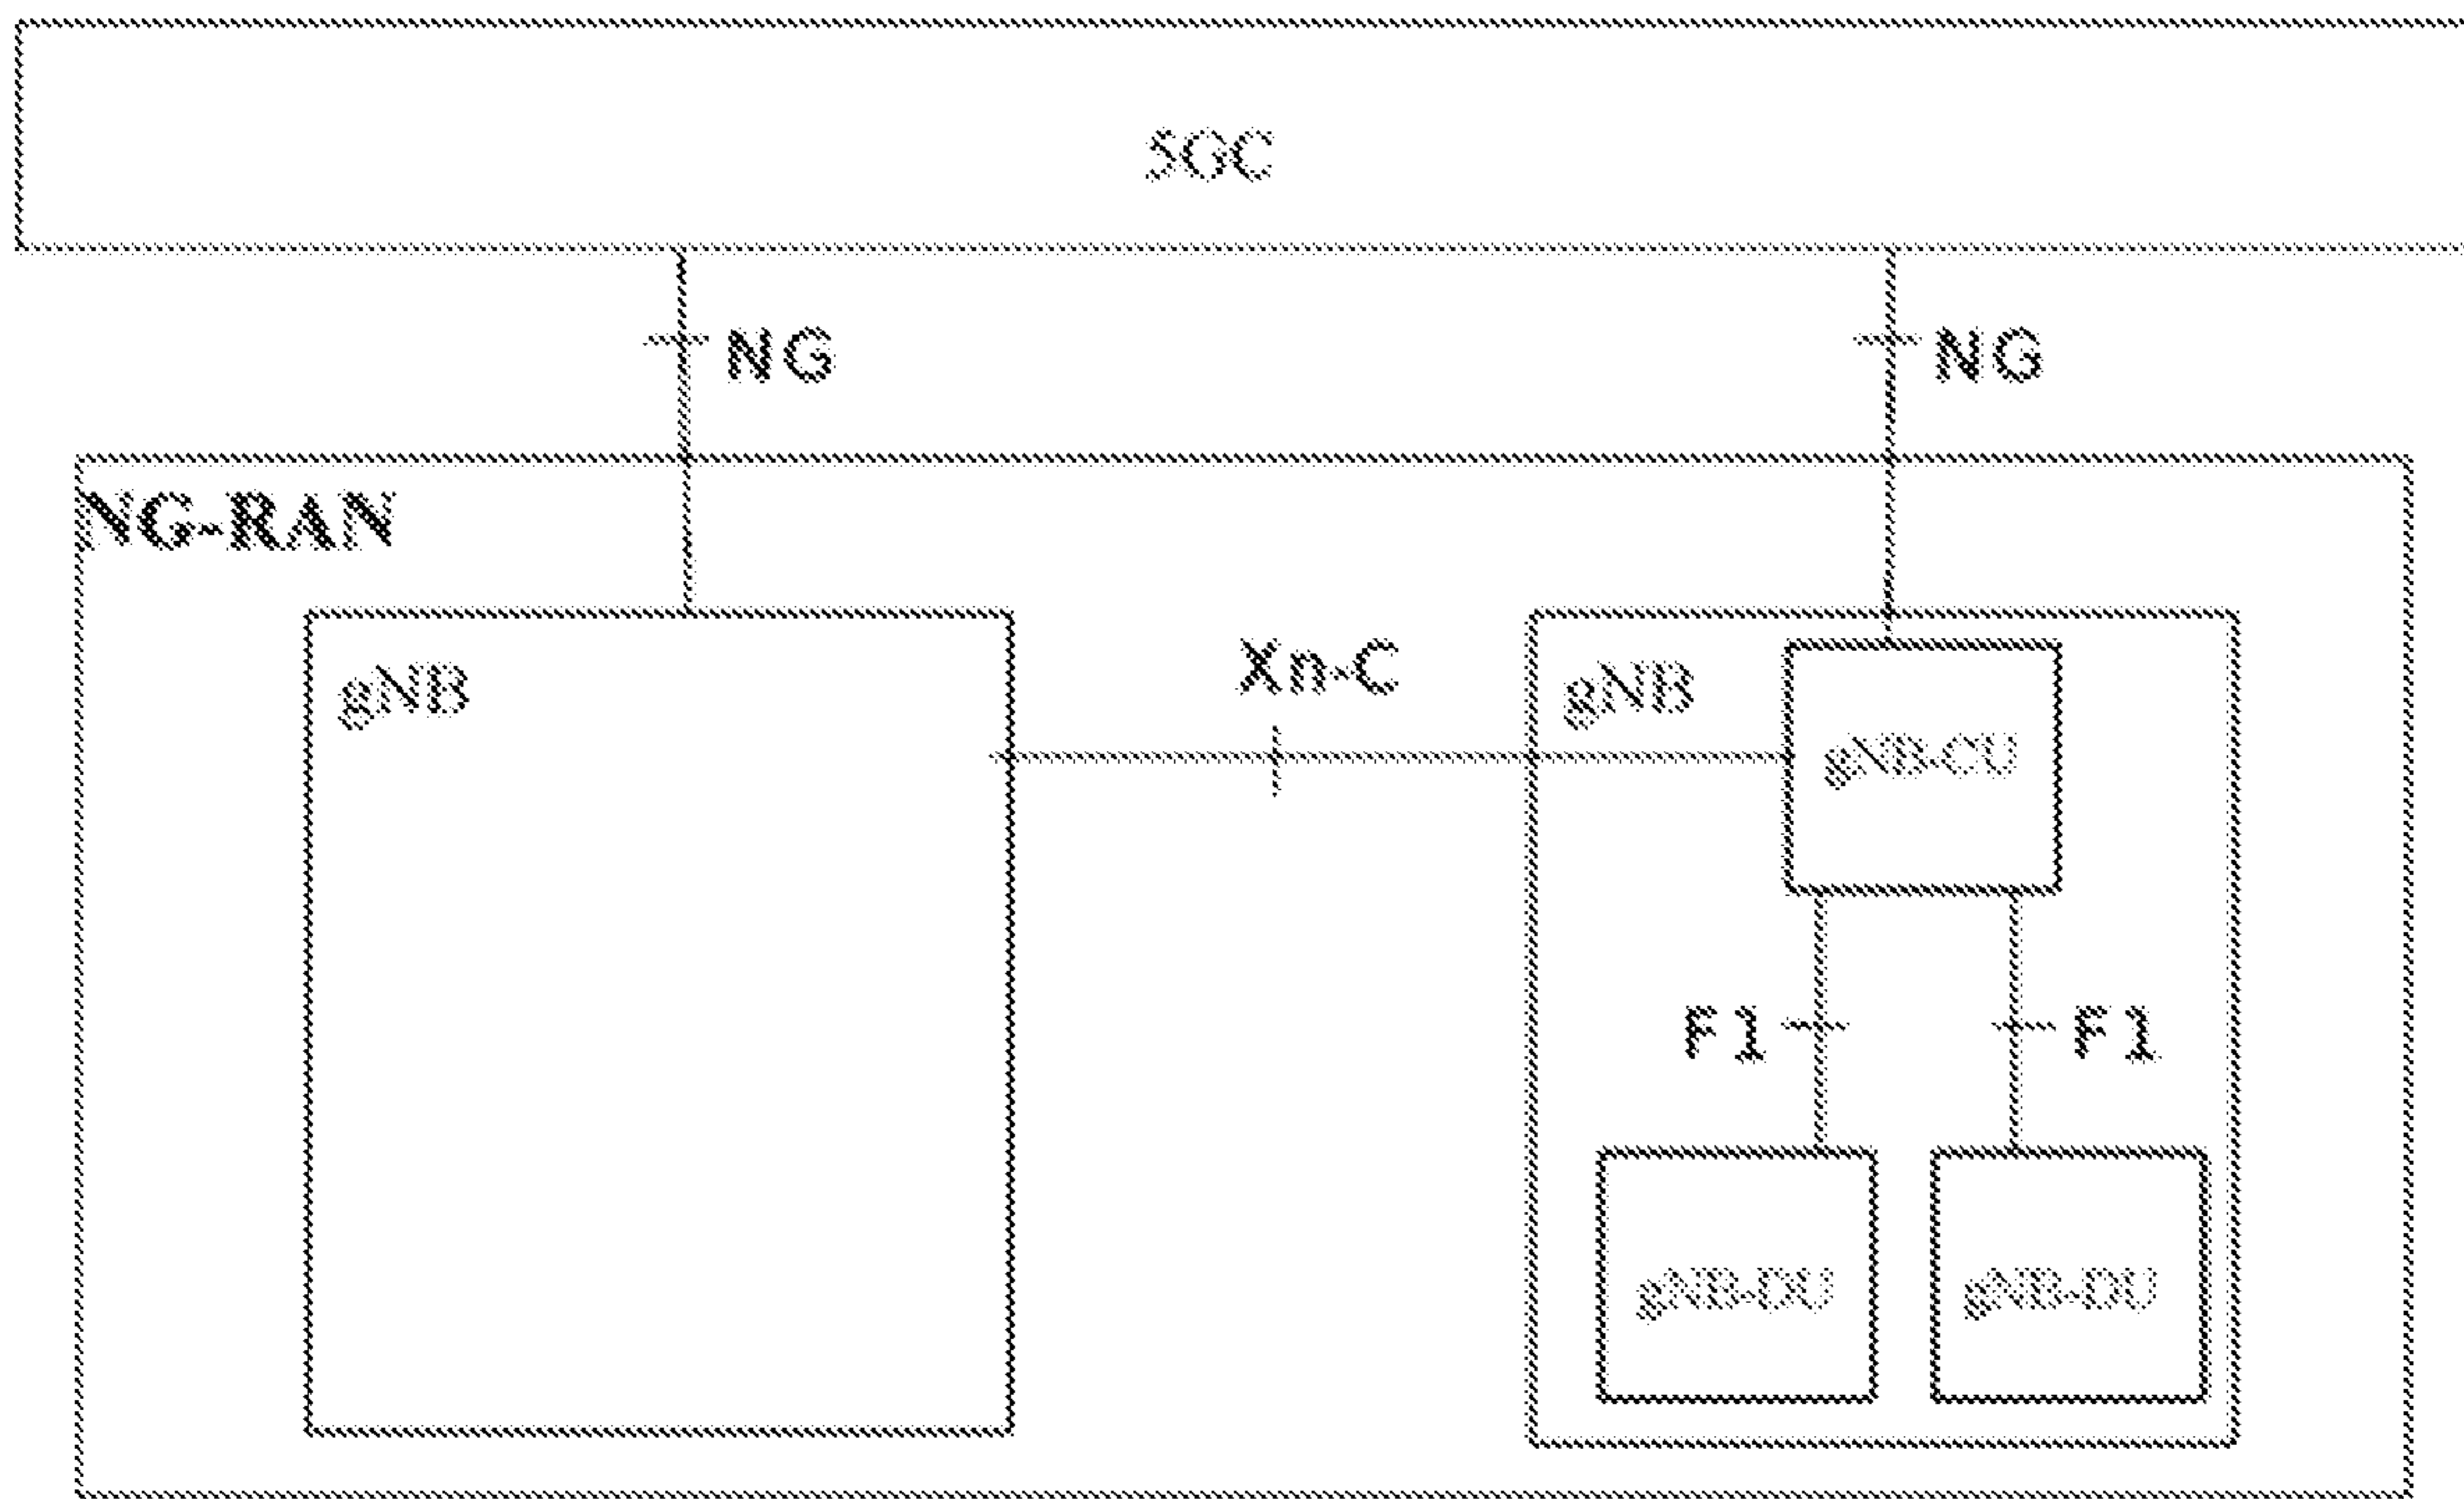 5GC
NG
NG
NG-RAN
Xn-C
gNB
gNB
gNB-CU
F1
F1
gNB-DU
gNB-DU